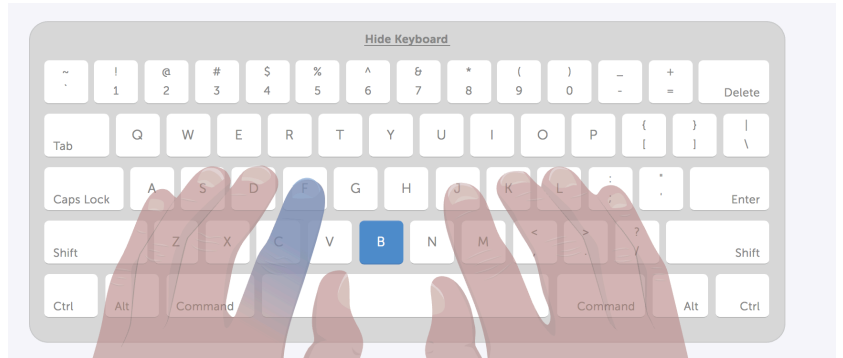 Hide Keyboard
~ ! @ # $ % ^ & * ( ) _ +
` 1 2 3 4 5 6 7 8 9 0 - = Delete
Tab Q W E R T Y U I O P { [ } ] | \
Caps Lock A S D F G H J K L : ; " ' Enter
Shift Z X C V B N M < , > . ? / Shift
Ctrl Alt Command Command Alt Ctrl